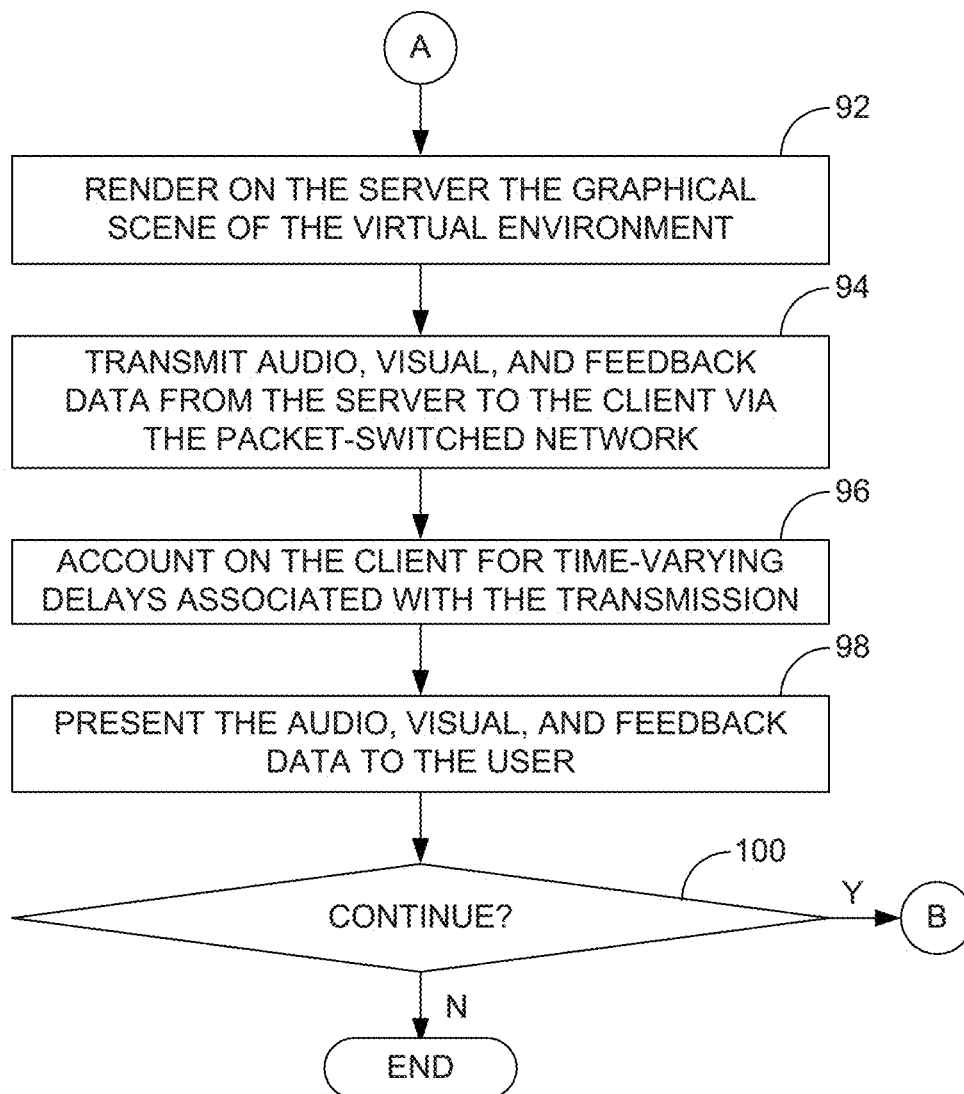 A
92
RENDER ON THE SERVER THE GRAPHICAL
SCENE OF THE VIRTUAL ENVIRONMENT
94
TRANSMIT AUDIO, VISUAL, AND FEEDBACK
DATA FROM THE SERVER TO THE CLIENT VIA
THE PACKET-SWITCHED NETWORK
96
ACCOUNT ON THE CLIENT FOR TIME-VARYING
DELAYS ASSOCIATED WITH THE TRANSMISSION
98
PRESENT THE AUDIO, VISUAL, AND FEEDBACK
DATA TO THE USER
100
CONTINUE?
Y
B
N
END